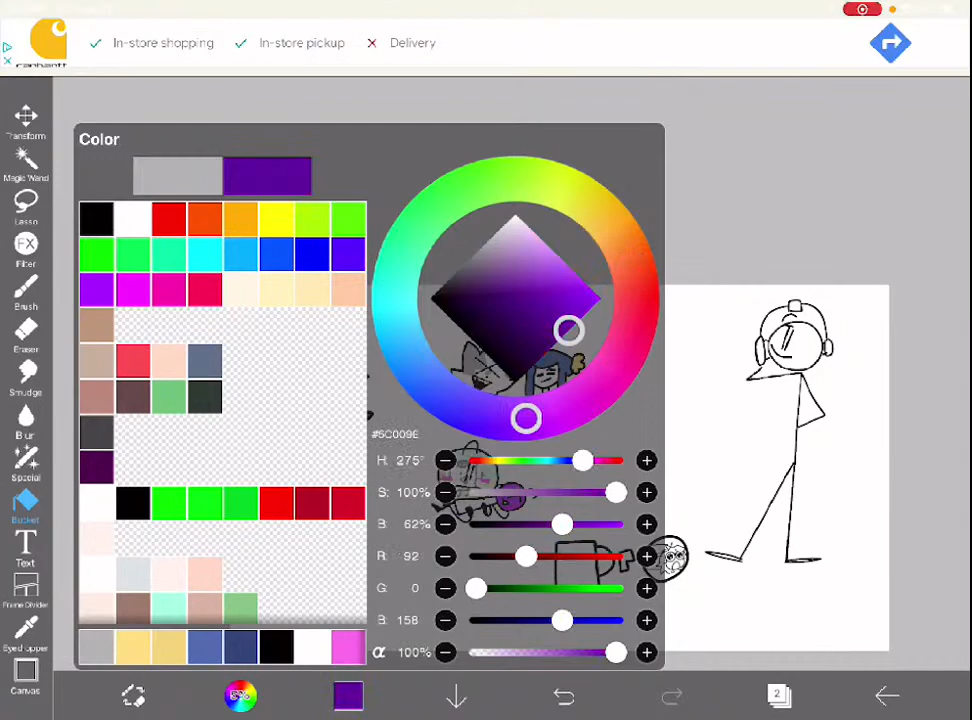 In-store shopping In-store pickup Delivery
Color
Transform
Magic Wand
Lasso
FX
Filter
Brush
Eraser
Smudge
Blur
Special
Bucket
T
Text
Frame Divider
Eyedropper
Canvas
#5C009E
H: 275°
S: 100%
B: 62%
R: 92
G: 0
B: 158
α 100%
2